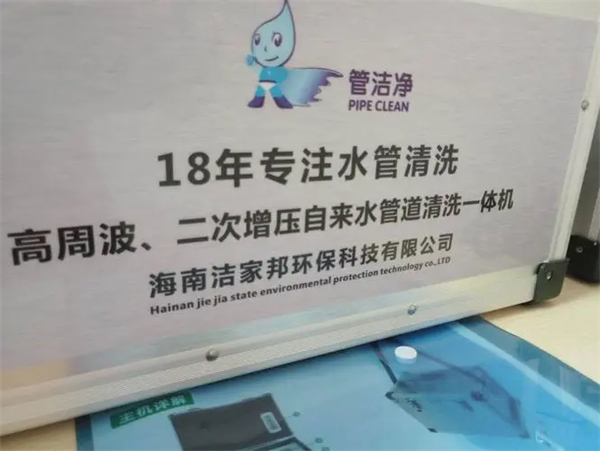 管洁净
PIPE CLEAN
18年专注水管清洗
高周波、二次增压自来水管道清洗一体机
海南洁家邦环保科技有限公司
Hainan jie jia state environmental protection technology co.,LTD
主机详解